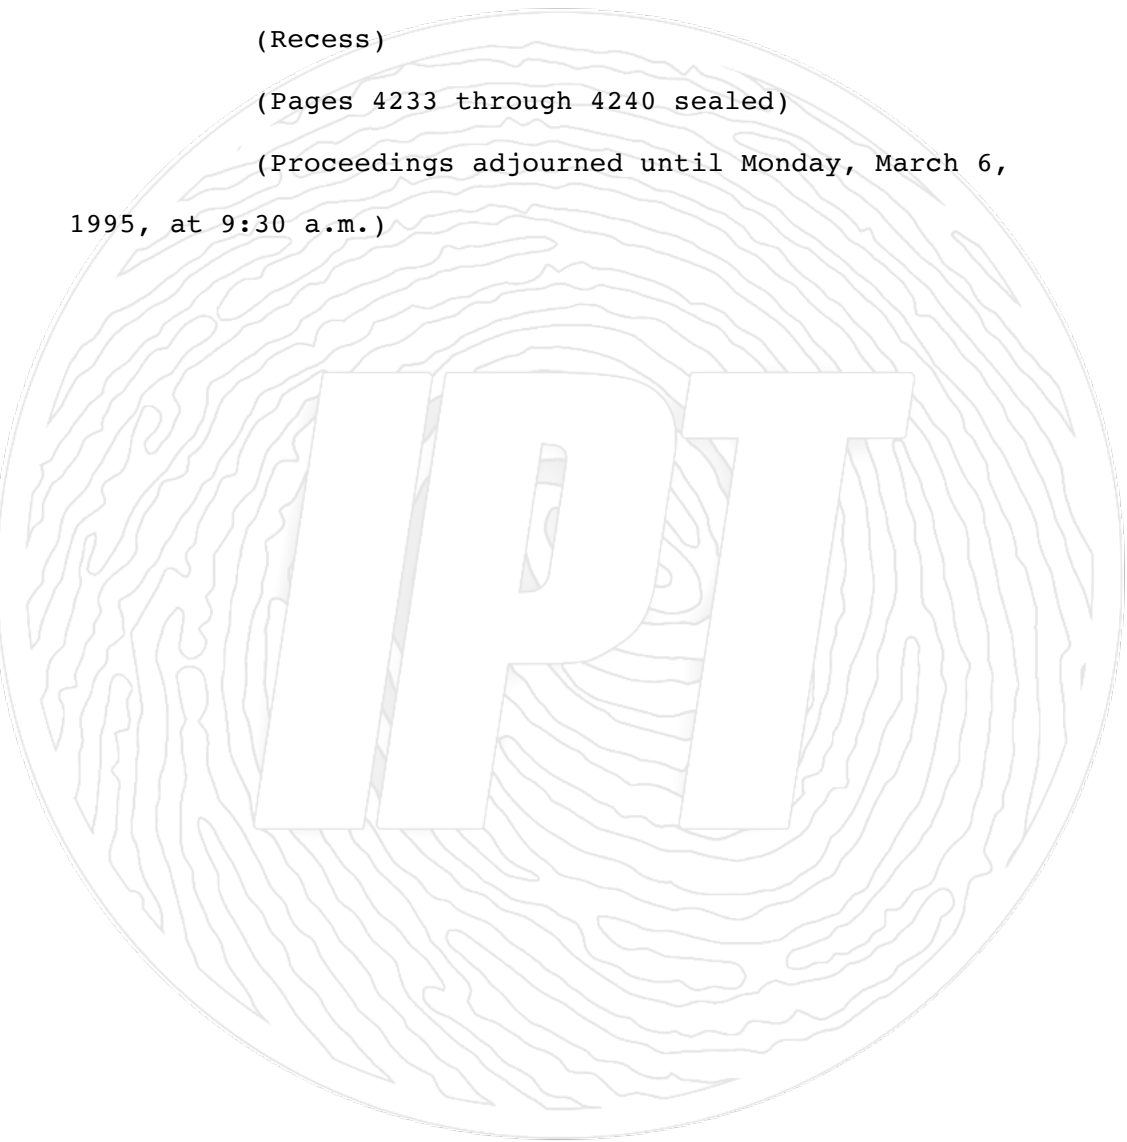 (Recess)
(Pages 4233 through 4240 sealed)
(Proceedings adjourned until Monday, March 6,
1995, at 9:30 a.m.)
IPT